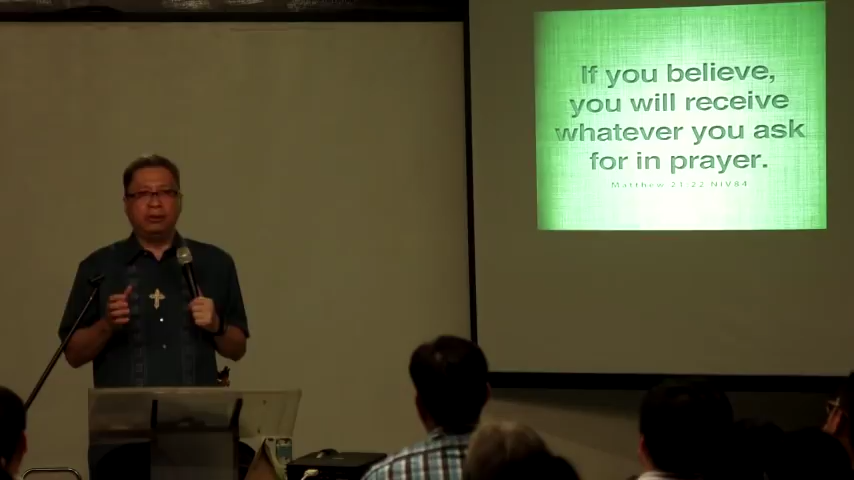 If you believe,
you will receive
whatever you ask
for in prayer.
Matthew 21:22 NIV84